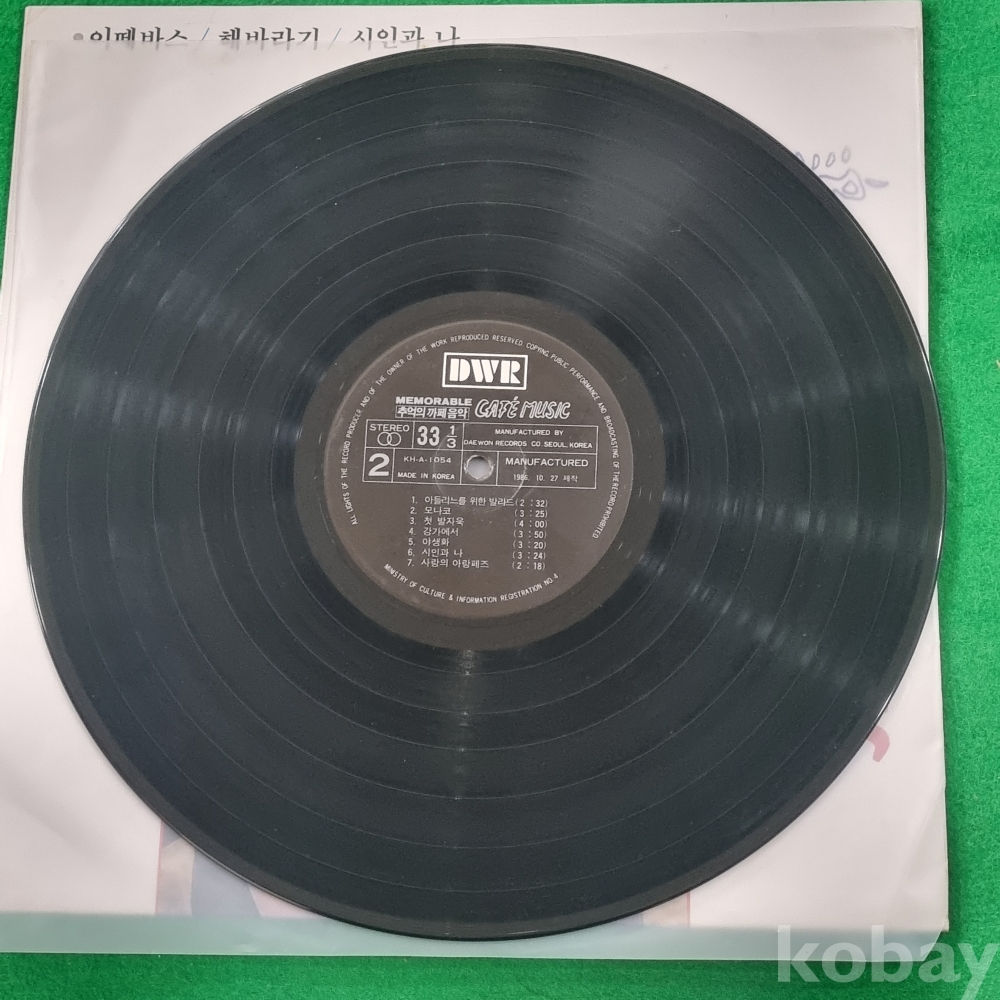 인떼바스 / 헤바라기 / 시인과 나
ALL LIGHTS OF THE RECORD PRODUCER AND OF THE OWNER OF THE WORK REPRODUCED RESERVED COPYING, PUBLIC PERFORMANCE AND BROADCASTING OF THE RECORD PROHIBITED
DWR
MEMORABLE
추억의 까페음악 CAFÉ MUSIC
STEREO
33 1/3
MANUFACTURED BY
DAEWON RECORDS CO. SEOUL, KOREA
2
KH-A-1054
MADE IN KOREA
MANUFACTURED
1986. 10. 27 제작
1. 아들리느를 위한 발라드 (2 : 32)
2. 모나코 (3 : 25)
3. 첫 발자욱 (4 : 00)
4. 강가에서 (3 : 50)
5. 야생화 (3 : 20)
6. 시인과 나 (3 : 24)
7. 사랑의 아랑페즈 (2 : 18)
MINISTRY OF CULTURE & INFORMATION REGISTRATION NO. 4
kobay